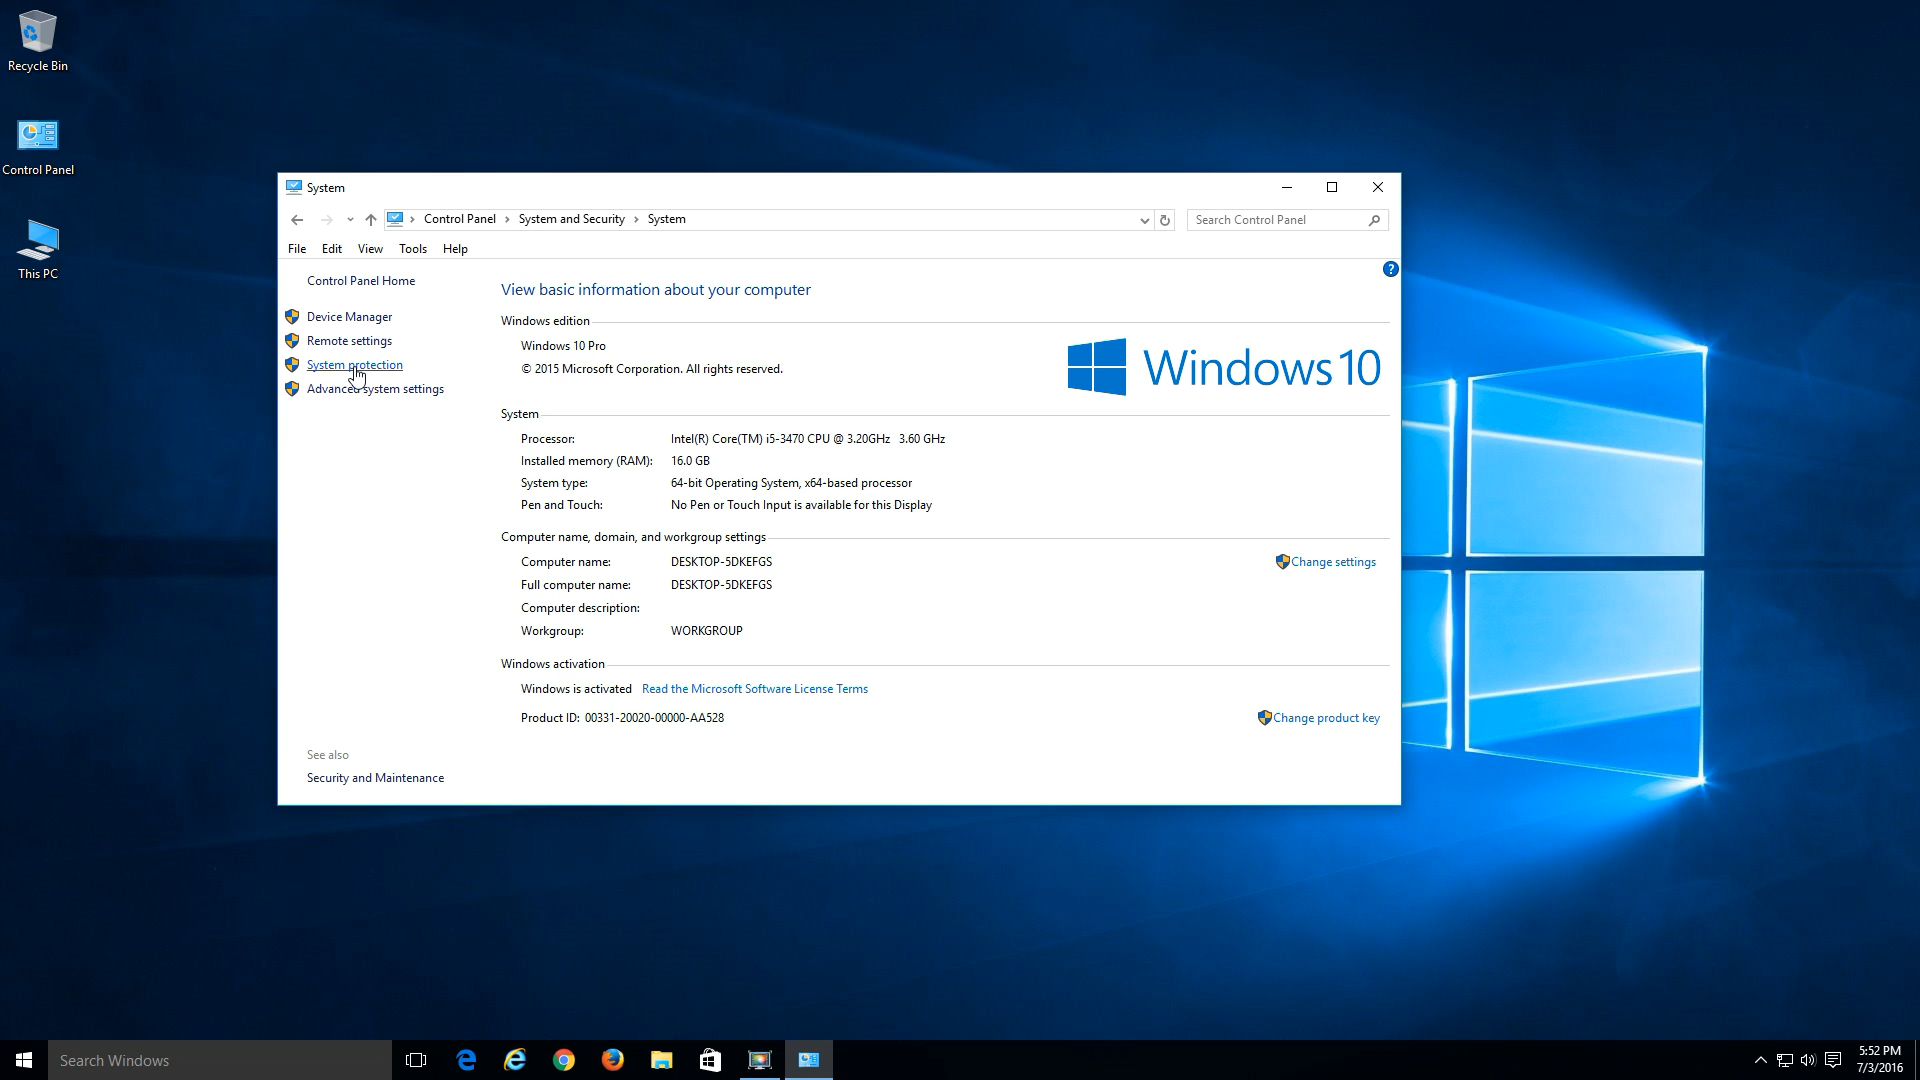 Recycle Bin
Control Panel
This PC
System
Control Panel > System and Security > System
Search Control Panel
File Edit View Tools Help
Control Panel Home
Device Manager
Remote settings
System protection
Advanced system settings
See also
Security and Maintenance
?
View basic information about your computer
Windows edition
Windows 10 Pro
© 2015 Microsoft Corporation. All rights reserved.
Windows 10
System
Processor: Intel(R) Core(TM) i5-3470 CPU @ 3.20GHz 3.60 GHz
Installed memory (RAM): 16.0 GB
System type: 64-bit Operating System, x64-based processor
Pen and Touch: No Pen or Touch Input is available for this Display
Computer name, domain, and workgroup settings
Computer name: DESKTOP-5DKEFGS
Change settings
Full computer name: DESKTOP-5DKEFGS
Computer description:
Workgroup: WORKGROUP
Windows activation
Windows is activated Read the Microsoft Software License Terms
Product ID: 00331-20020-00000-AA528
Change product key
Search Windows
5:52 PM
7/3/2016